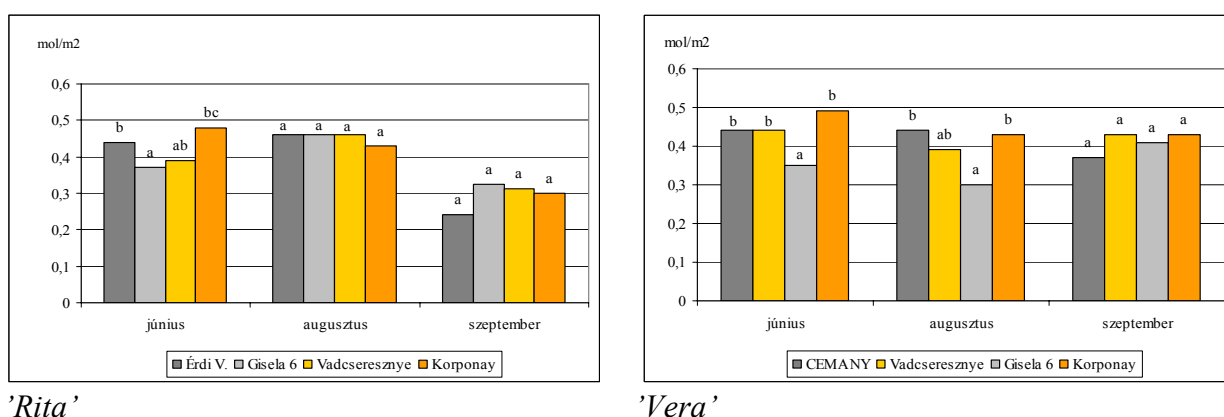 mol/m2
0,6
0,5
0,4
0,3
0,2
0,1
0
b
a
ab
bc
a
a
a
a
a
a
a
a
június
augusztus
szeptember
Érdi V.
Gisela 6
Vadcseresznye
Korponay
’Rita’
mol/m2
0,6
0,5
0,4
0,3
0,2
0,1
0
b
b
a
b
b
ab
a
b
a
a
a
a
június
augusztus
szeptember
CEMANY
Vadcseresznye
Gisela 6
Korponay
’Vera’